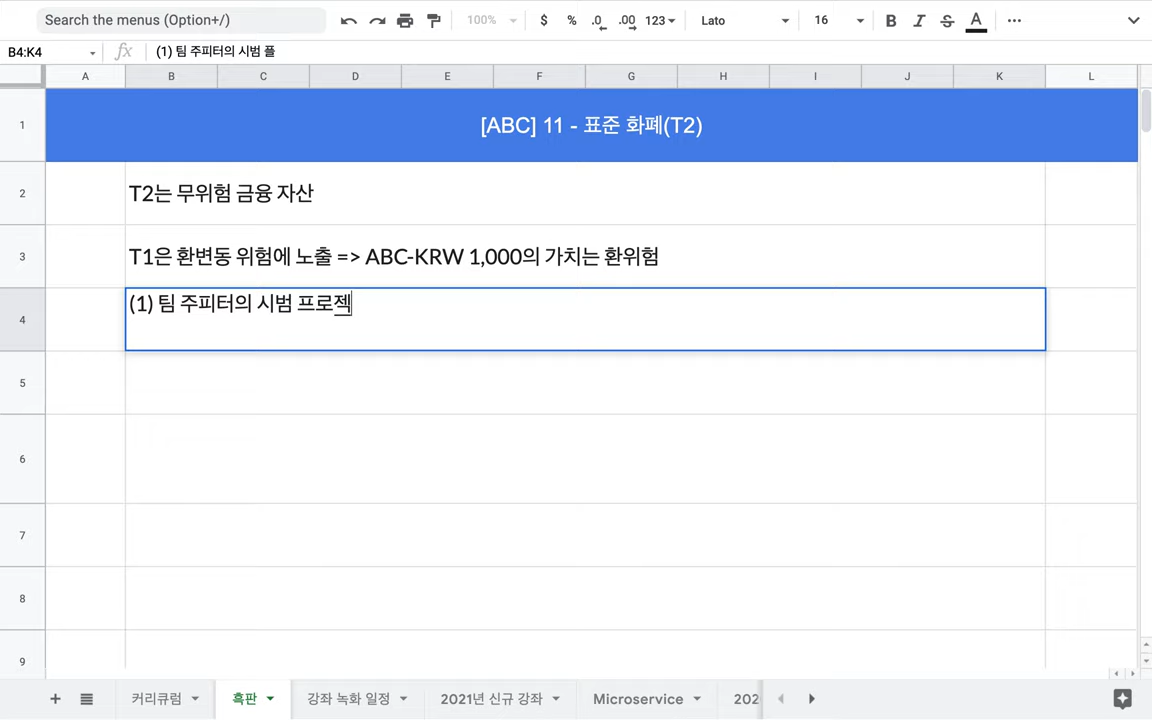 Search the menus (Option+/)
100%
$ % .0 .00 123
Lato
16
B I S A
B4:K4
fx
(1) 팀 주피터의 시범 플
A B C D E F G H I J K L
1
[ABC] 11 - 표준 화폐(T2)
2
T2는 무위험 금융 자산
3
T1은 환변동 위험에 노출 => ABC-KRW 1,000의 가치는 환위험
4
(1) 팀 주피터의 시범 프로젝
5
6
7
8
9
커리큐럼
흑판
강좌 녹화 일정
2021년 신규 강좌
Microservice
202